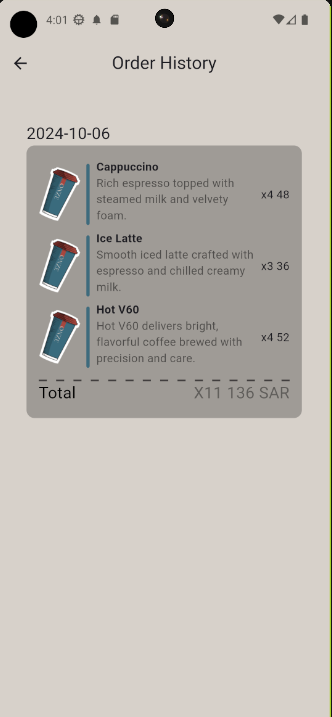 4:01
Order History
2024-10-06
Cappuccino
Rich espresso topped with
steamed milk and velvety
foam.
x4 48
Ice Latte
Smooth iced latte crafted with
espresso and chilled creamy
milk.
x3 36
Hot V60
Hot V60 delivers bright,
flavorful coffee brewed with
precision and care.
x4 52
Total X11 136 SAR